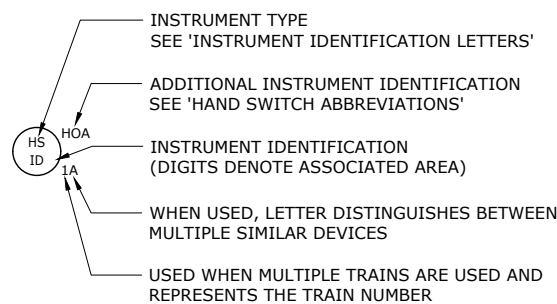 INSTRUMENT TYPE
SEE 'INSTRUMENT IDENTIFICATION LETTERS'
ADDITIONAL INSTRUMENT IDENTIFICATION
SEE 'HAND SWITCH ABBREVIATIONS'
HS
HOA
ID
1A
INSTRUMENT IDENTIFICATION
(DIGITS DENOTE ASSOCIATED AREA)
WHEN USED, LETTER DISTINGUISHES BETWEEN
MULTIPLE SIMILAR DEVICES
USED WHEN MULTIPLE TRAINS ARE USED AND
REPRESENTS THE TRAIN NUMBER